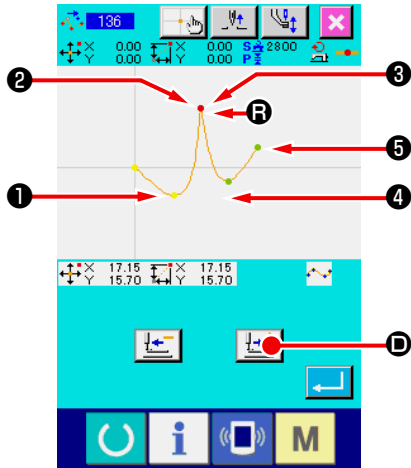 136
X 0.00 X 0.00 S 2800
Y 0.00 Y 0.00 P
❷ ❸
R
❺
❶ ❹
X 17.15 X 17.15
Y 15.70 Y 15.70
D
i M